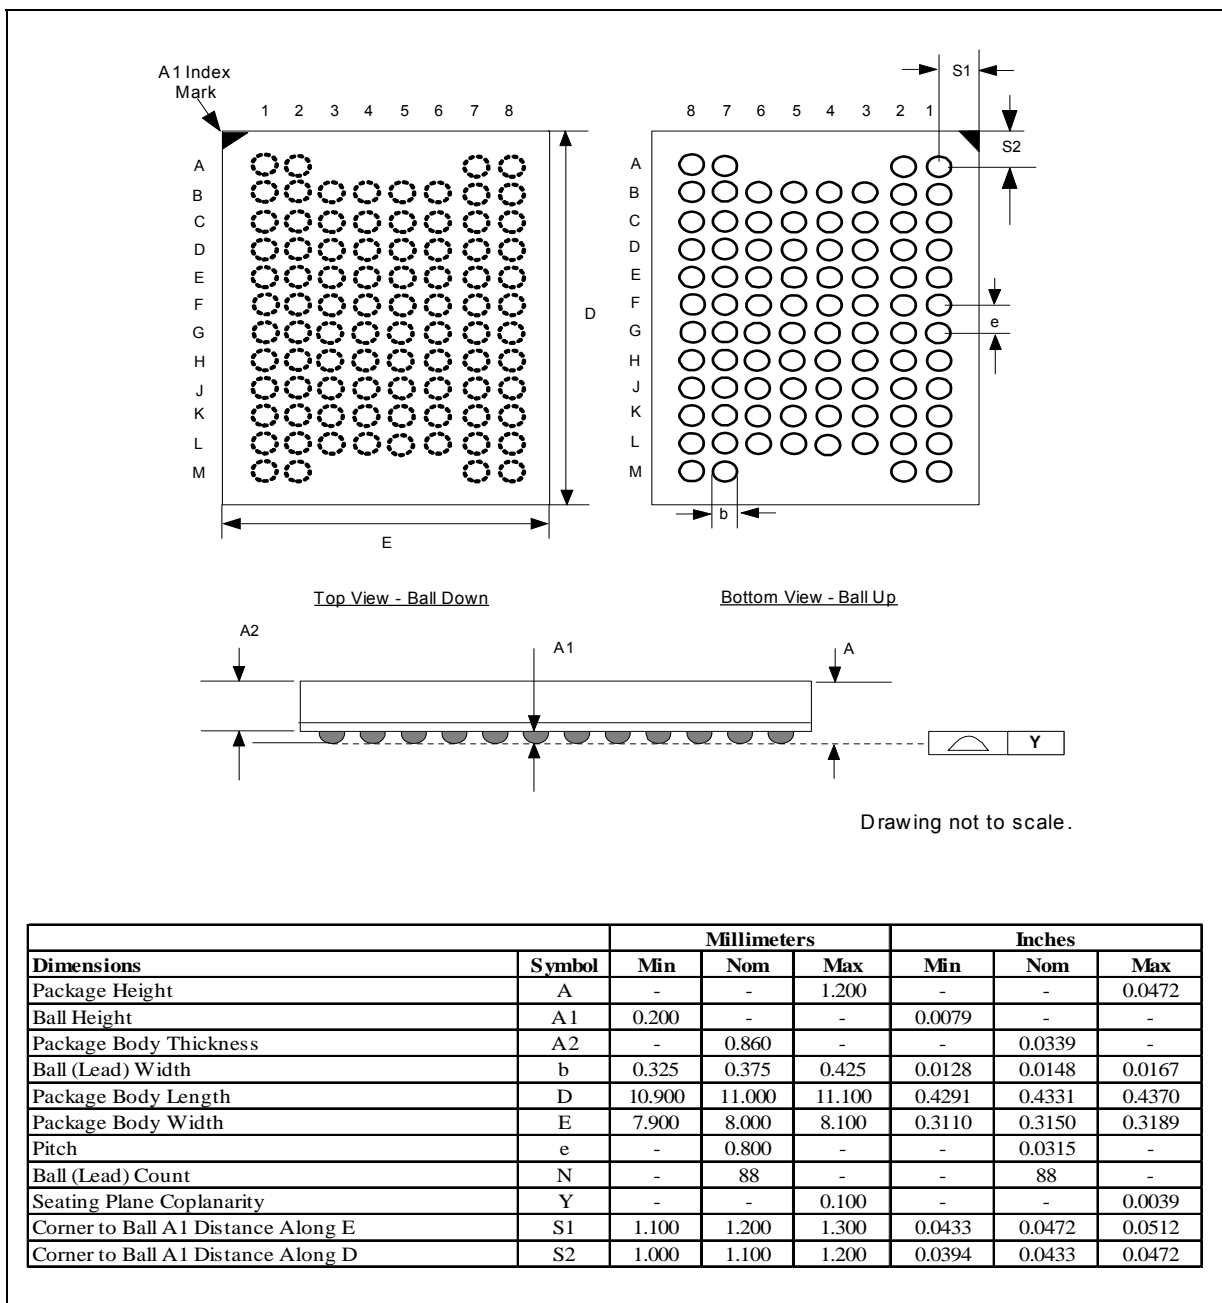 A1 Index
Mark
1 2 3 4 5 6 7 8
A
B
C
D
E
F
G
H
J
K
L
M
D
E
Top View - Ball Down
S1
8 7 6 5 4 3 2 1
S2
A
B
C
D
E
F
G
H
J
K
L
M
e
b
Bottom View - Ball Up
A2
A1
A
Y
Drawing not to scale.
Millimeters Inches
Dimensions Symbol Min Nom Max Min Nom Max
Package Height A - - 1.200 - - 0.0472
Ball Height A1 0.200 - - 0.0079 - -
Package Body Thickness A2 - 0.860 - - 0.0339 -
Ball (Lead) Width b 0.325 0.375 0.425 0.0128 0.0148 0.0167
Package Body Length D 10.900 11.000 11.100 0.4291 0.4331 0.4370
Package Body Width E 7.900 8.000 8.100 0.3110 0.3150 0.3189
Pitch e - 0.800 - - 0.0315 -
Ball (Lead) Count N - 88 - - 88 -
Seating Plane Coplanarity Y - - 0.100 - - 0.0039
Corner to Ball A1 Distance Along E S1 1.100 1.200 1.300 0.0433 0.0472 0.0512
Corner to Ball A1 Distance Along D S2 1.000 1.100 1.200 0.0394 0.0433 0.0472